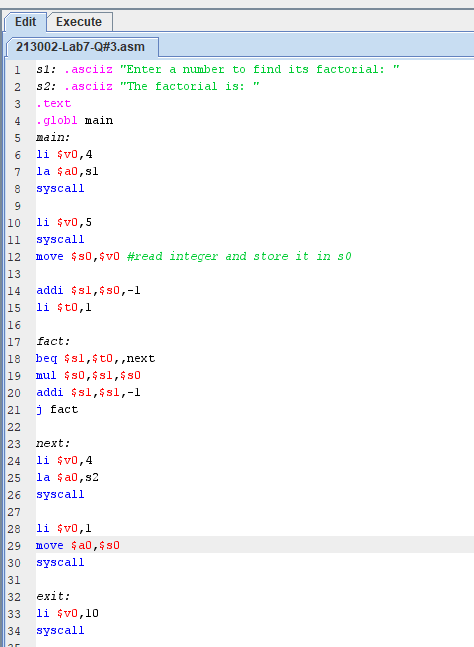 Edit Execute
213002-Lab7-Q#3.asm
1 s1: .asciiz "Enter a number to find its factorial: "
2 s2: .asciiz "The factorial is: "
3 .text
4 .globl main
5 main:
6 li $v0,4
7 la $a0,s1
8 syscall
9
10 li $v0,5
11 syscall
12 move $s0,$v0 #read integer and store it in s0
13
14 addi $s1,$s0,-1
15 li $t0,1
16
17 fact:
18 beq $s1,$t0,,next
19 mul $s0,$s1,$s0
20 addi $s1,$s1,-1
21 j fact
22
23 next:
24 li $v0,4
25 la $a0,s2
26 syscall
27
28 li $v0,1
29 move $a0,$s0
30 syscall
31
32 exit:
33 li $v0,10
34 syscall